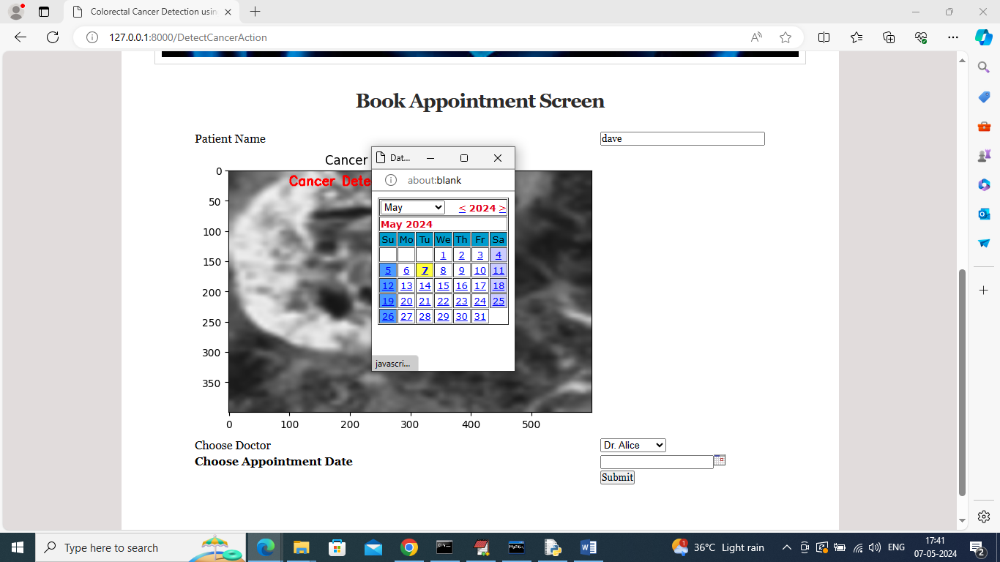 Colorectal Cancer Detection usin
127.0.0.1:8000/DetectCancerAction
Book Appointment Screen
Patient Name
dave
Cancer
Cancer Dete
0
50
100
150
200
250
300
350
0 100 200 300 400 500
Dat...
about:blank
May < 2024 >
May 2024
Su Mo Tu We Th Fr Sa
1 2 3 4
5 6 7 8 9 10 11
12 13 14 15 16 17 18
19 20 21 22 23 24 25
26 27 28 29 30 31
javascri...
Choose Doctor
Dr. Alice
Choose Appointment Date
Submit
Type here to search
1
36°C Light rain
ENG
17:41
07-05-2024
2